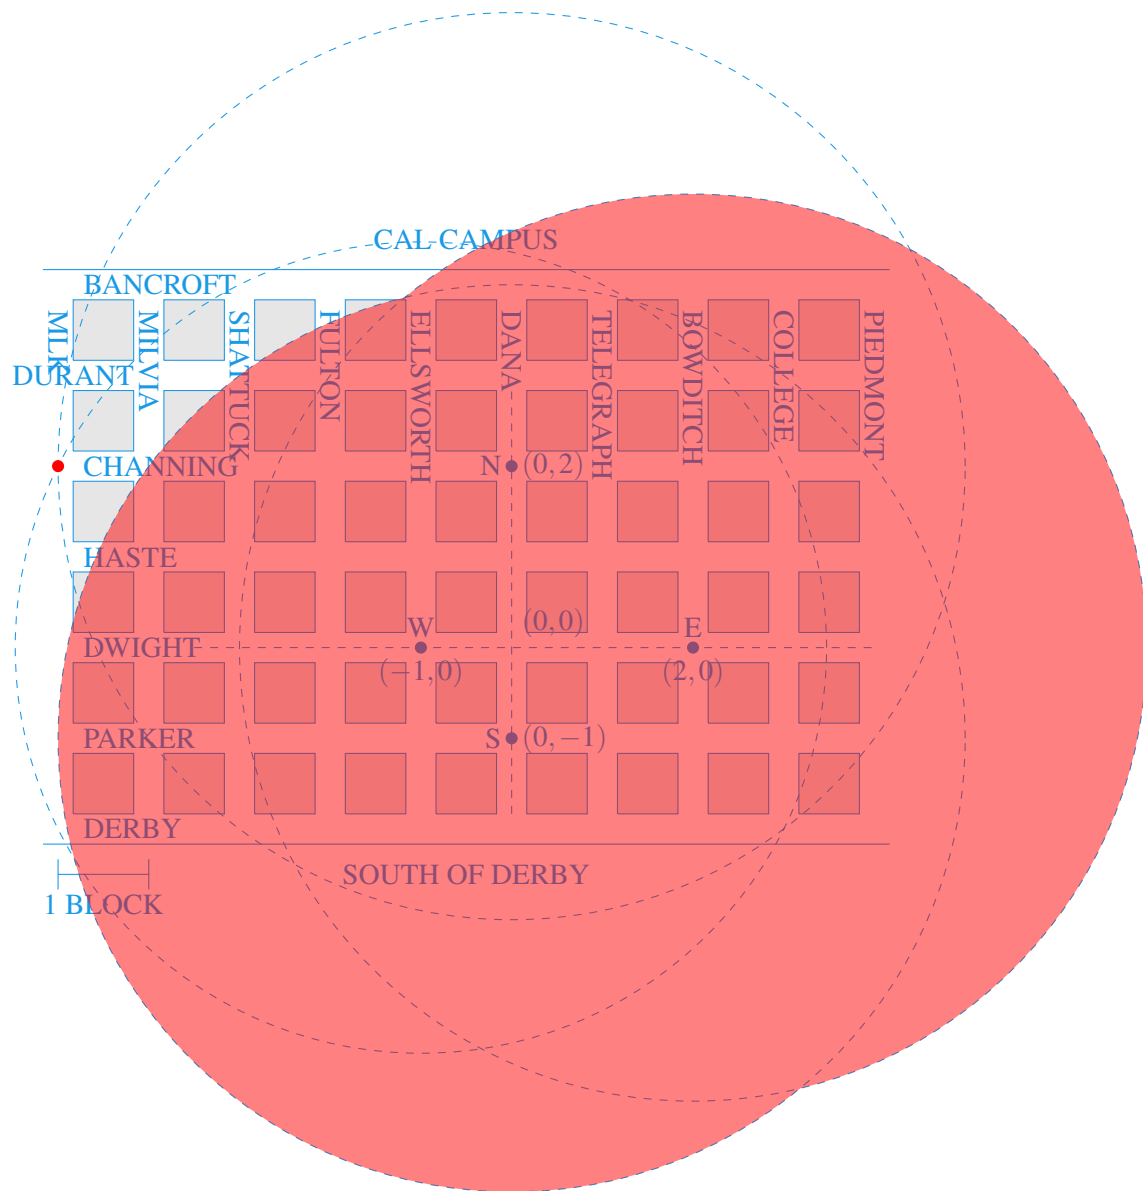 CAL CAMPUS
BANCROFT
MLK
MILVIA
SHATTUCK
FULTON
ELLSWORTH
DANA
TELEGRAPH
BOWDITCH
COLLEGE
PIEDMONT
DURANT
CHANNING
N (0,2)
HASTE
W
(0,0)
E
DWIGHT
(−1,0)
(2,0)
PARKER
S (0,−1)
DERBY
SOUTH OF DERBY
1 BLOCK